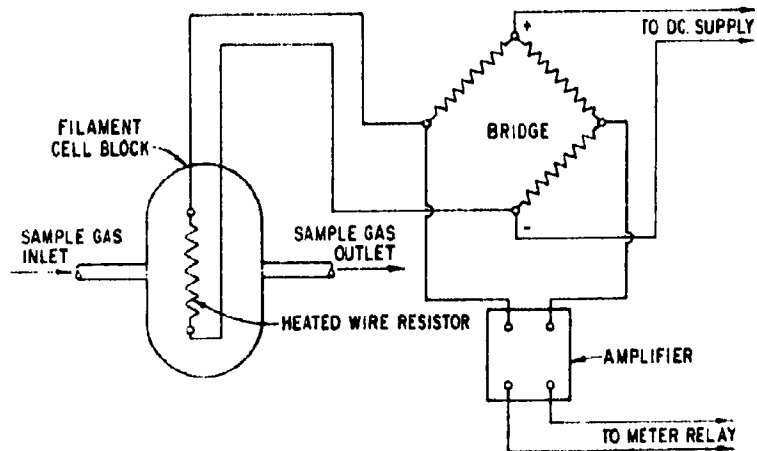 +
TO DC. SUPPLY
BRIDGE
FILAMENT
CELL BLOCK
-
SAMPLE GAS
INLET
SAMPLE GAS
OUTLET
HEATED WIRE RESISTOR
AMPLIFIER
TO METER RELAY